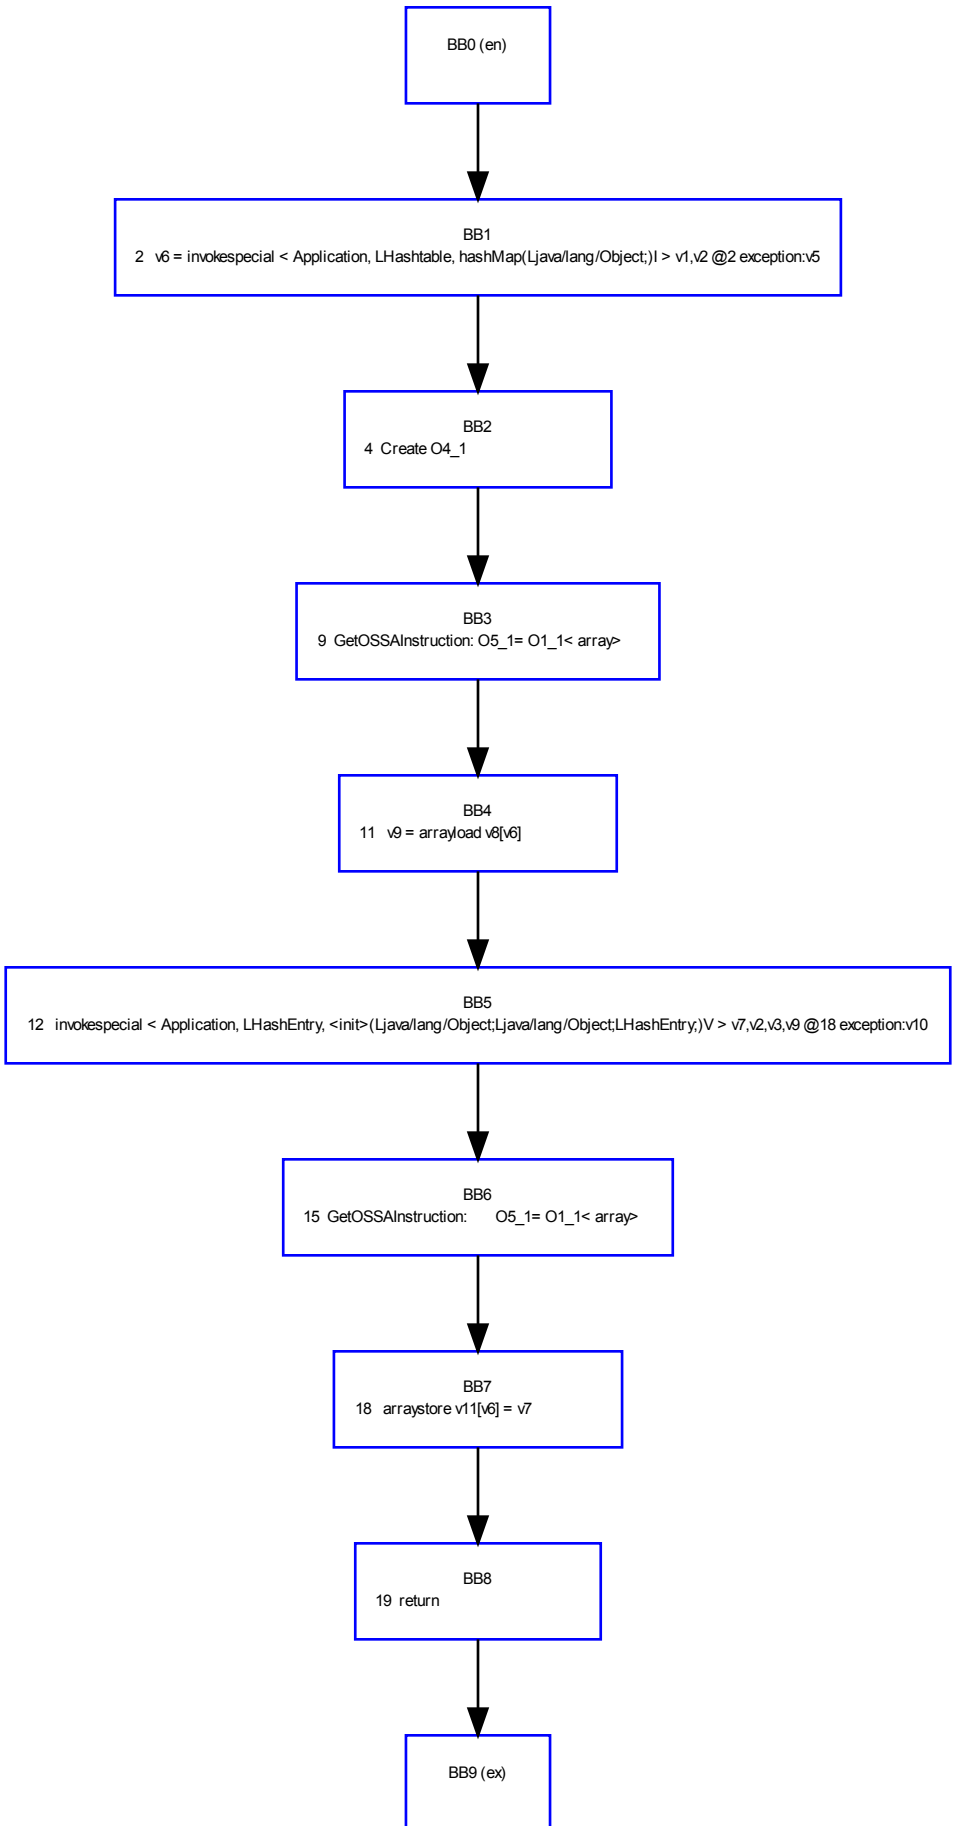 BB0 (en)
BB1
2 v6 = invokespecial < Application, LHashtable, hashMap(Ljava/lang/Object;)I > v1,v2 @2 exception:v5
BB2
4 Create O4_1
BB3
9 GetOSSAInstruction: O5_1= O1_1< array>
BB4
11 v9 = arrayload v8[v6]
BB5
12 invokespecial < Application, LHashEntry, <init>(Ljava/lang/Object;Ljava/lang/Object;LHashEntry;)V > v7,v2,v3,v9 @18 exception:v10
BB6
15 GetOSSAInstruction: O5_1= O1_1< array>
BB7
18 arraystore v11[v6] = v7
BB8
19 return
BB9 (ex)